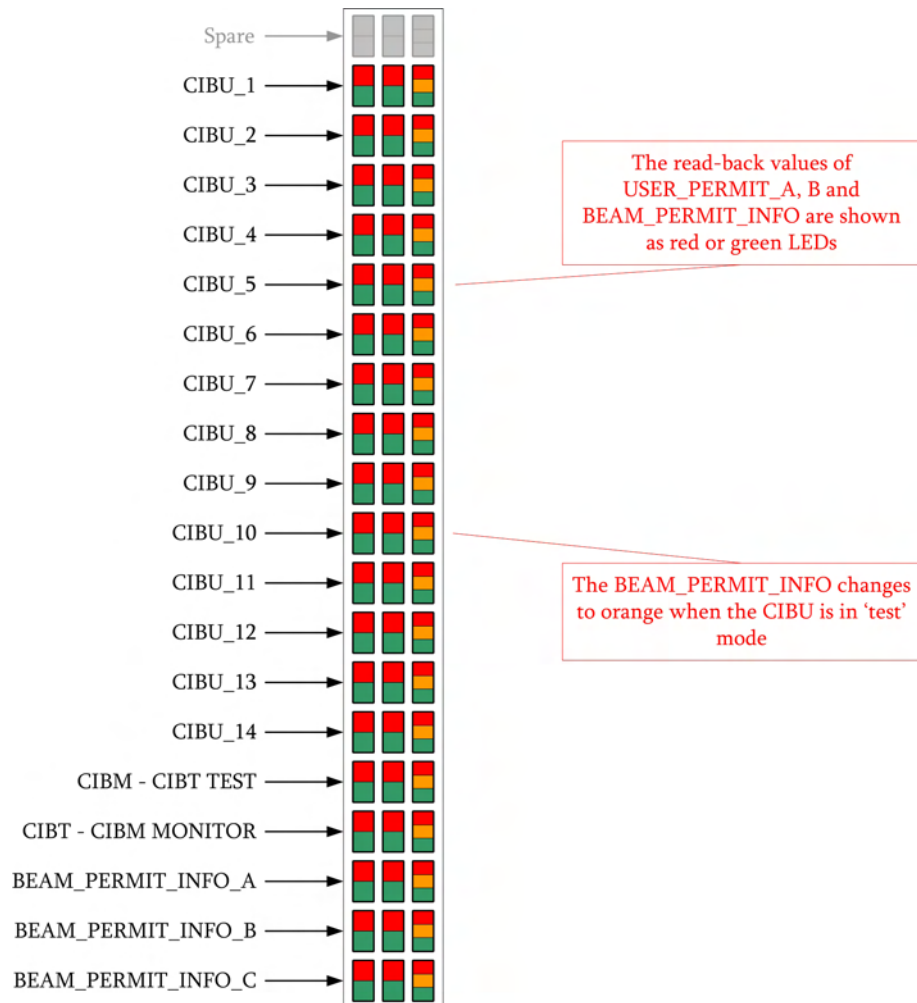 Spare
CIBU_1
CIBU_2
CIBU_3
CIBU_4
CIBU_5
CIBU_6
CIBU_7
CIBU_8
CIBU_9
CIBU_10
CIBU_11
CIBU_12
CIBU_13
CIBU_14
CIBM - CIBT TEST
CIBT - CIBM MONITOR
BEAM_PERMIT_INFO_A
BEAM_PERMIT_INFO_B
BEAM_PERMIT_INFO_C
The read-back values of
USER_PERMIT_A, B and
BEAM_PERMIT_INFO are shown
as red or green LEDs
The BEAM_PERMIT_INFO changes
to orange when the CIBU is in ‘test’
mode